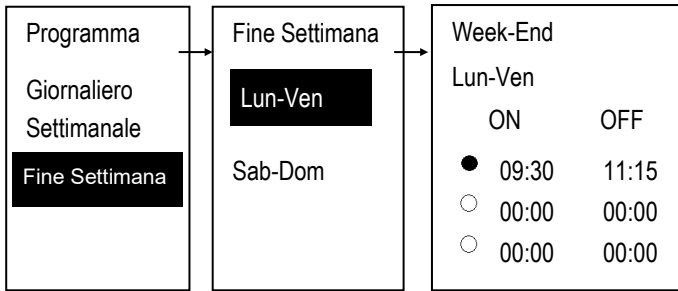 Programma
Giornaliero
Settimanale
Fine Settimana
Fine Settimana
Lun-Ven
Sab-Dom
Week-End
Lun-Ven
ON OFF
09:30 11:15
00:00 00:00
00:00 00:00